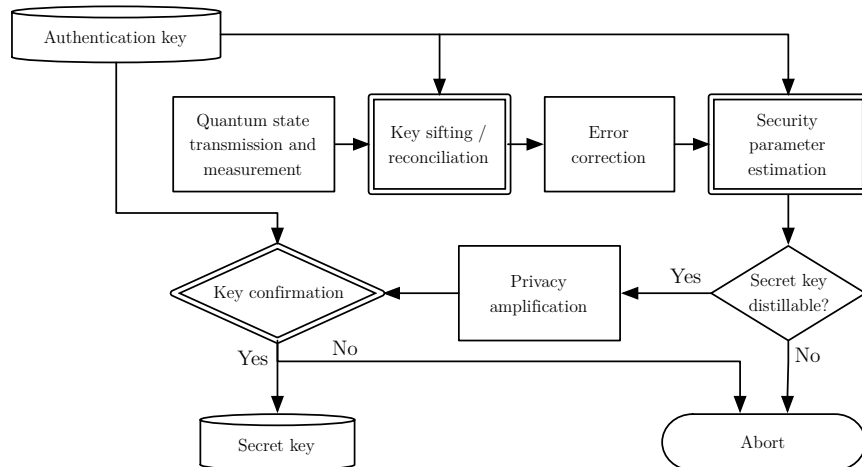 Authentication key
Quantum state
transmission and
measurement
Key sifting /
reconciliation
Error
correction
Security
parameter
estimation
Key confirmation
Privacy
amplification
Yes
Secret key
distillable?
Yes
No
No
Secret key
Abort